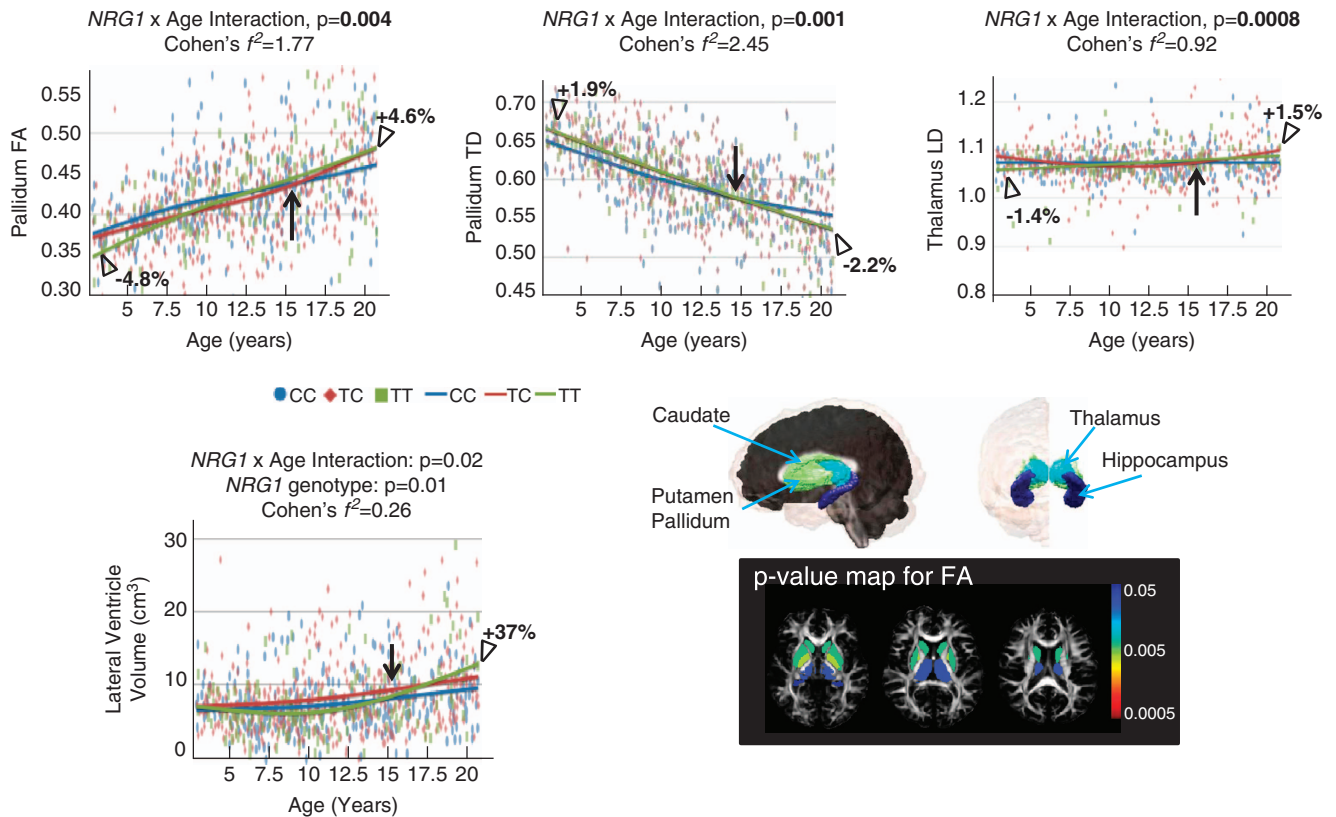 NRG1 x Age Interaction, p=0.004
Cohen's f²=1.77
Pallidum FA
0.55
0.50
0.45
0.40
0.35
0.30
+4.6%
-4.8%
5 7.5 10 12.5 15 17.5 20
Age (years)
NRG1 x Age Interaction, p=0.001
Cohen's f²=2.45
Pallidum TD
0.70
0.65
0.60
0.55
0.50
0.45
+1.9%
-2.2%
5 7.5 10 12.5 15 17.5 20
Age (years)
NRG1 x Age Interaction, p=0.0008
Cohen's f²=0.92
Thalamus LD
1.2
1.1
1.0
0.9
0.8
+1.5%
-1.4%
5 7.5 10 12.5 15 17.5 20
Age (years)
CC TC TT CC TC TT
NRG1 x Age Interaction: p=0.02
NRG1 genotype: p=0.01
Cohen's f²=0.26
Lateral Ventricle
Volume (cm³)
30
20
10
0
+37%
5 7.5 10 12.5 15 17.5 20
Age (Years)
Caudate
Putamen
Pallidum
Thalamus
Hippocampus
p-value map for FA
0.05
0.005
0.0005